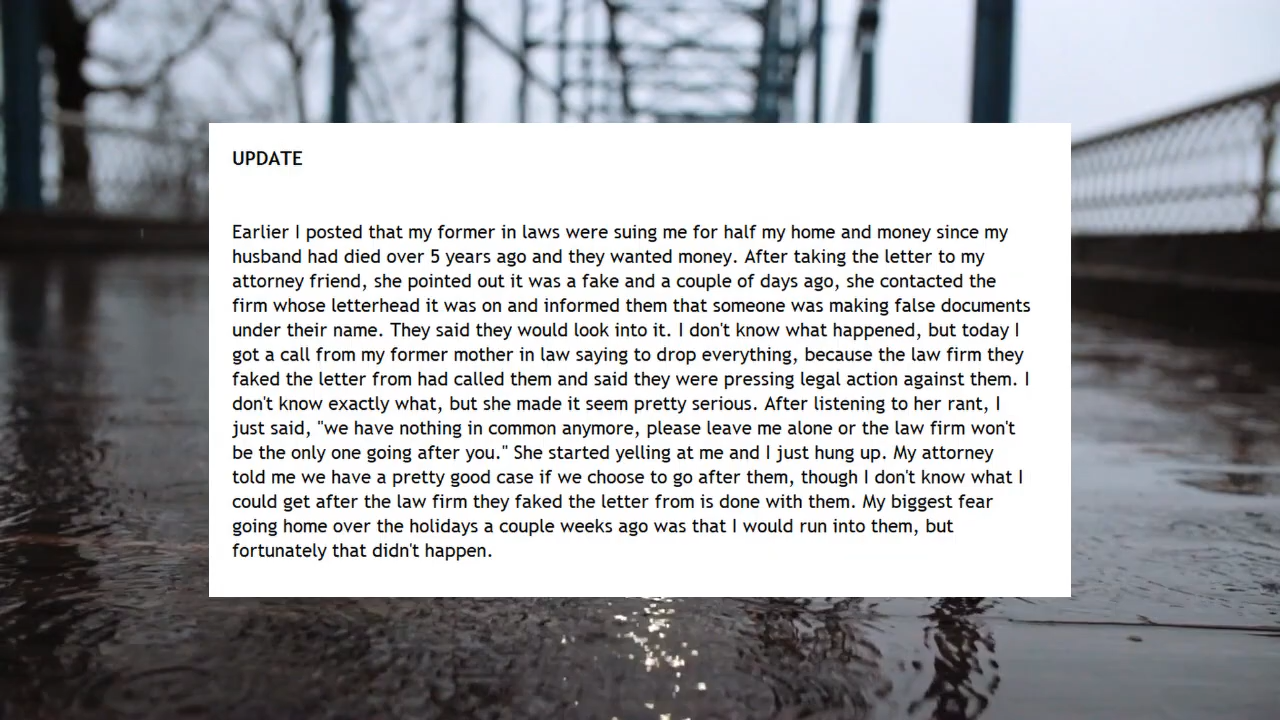 UPDATE
Earlier I posted that my former in laws were suing me for half my home and money since my
husband had died over 5 years ago and they wanted money. After taking the letter to my
attorney friend, she pointed out it was a fake and a couple of days ago, she contacted the
firm whose letterhead it was on and informed them that someone was making false documents
under their name. They said they would look into it. I don't know what happened, but today I
got a call from my former mother in law saying to drop everything, because the law firm they
faked the letter from had called them and said they were pressing legal action against them. I
don't know exactly what, but she made it seem pretty serious. After listening to her rant, I
just said, "we have nothing in common anymore, please leave me alone or the law firm won't
be the only one going after you." She started yelling at me and I just hung up. My attorney
told me we have a pretty good case if we choose to go after them, though I don't know what I
could get after the law firm they faked the letter from is done with them. My biggest fear
going home over the holidays a couple weeks ago was that I would run into them, but
fortunately that didn't happen.